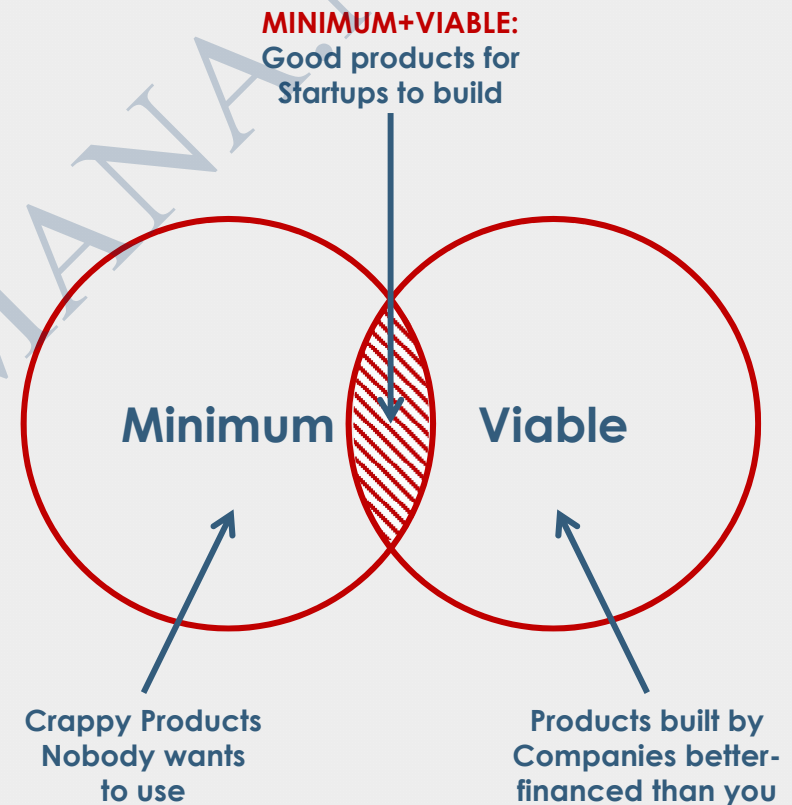 MINIMUM+VIABLE:
Good products for
Startups to build
Minimum
Viable
Crappy Products
Nobody wants
to use
Products built by
Companies better-
financed than you